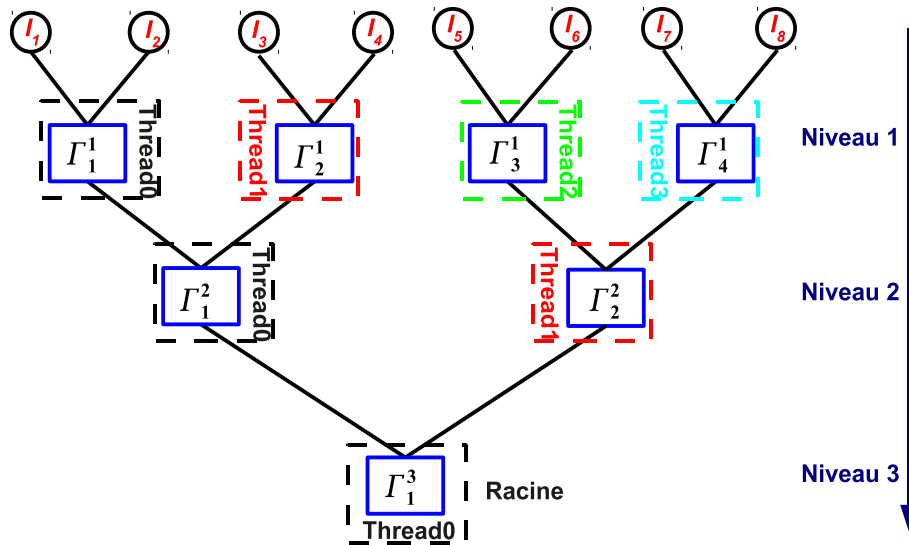 I₁ I₂ I₃ I₄ I₅ I₆ I₇ I₈
Γ₁¹ Thread0 Thread1 Γ₂¹ Γ₃¹ Thread2 Thread3 Γ₄¹ Niveau 1
Γ₁² Thread0 Thread1 Γ₂² Niveau 2
Γ₁³ Racine Niveau 3
Thread0